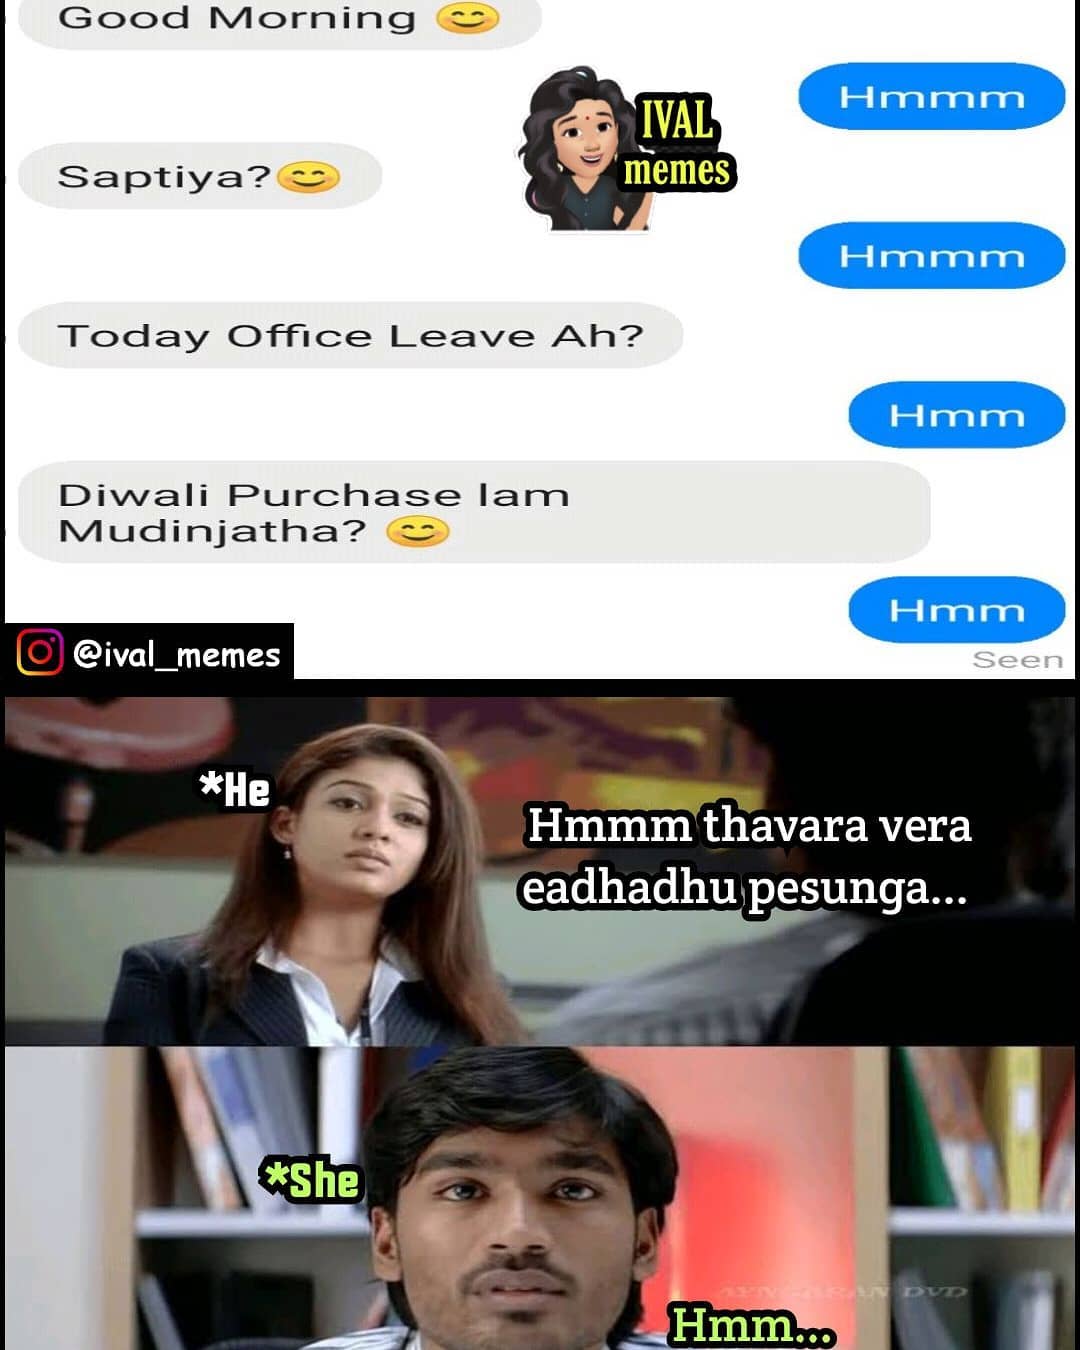 Good Morning 😊
Hmmm
IVAL
memes
Saptiya?😊
Hmmm
Today Office Leave Ah?
Hmm
Diwali Purchase lam
Mudinjatha? 😊
Hmm
Seen
@ival_memes
*He
Hmmm thavara vera
eadhadhu pesunga...
*She
AYNGARAN DVD
Hmm...